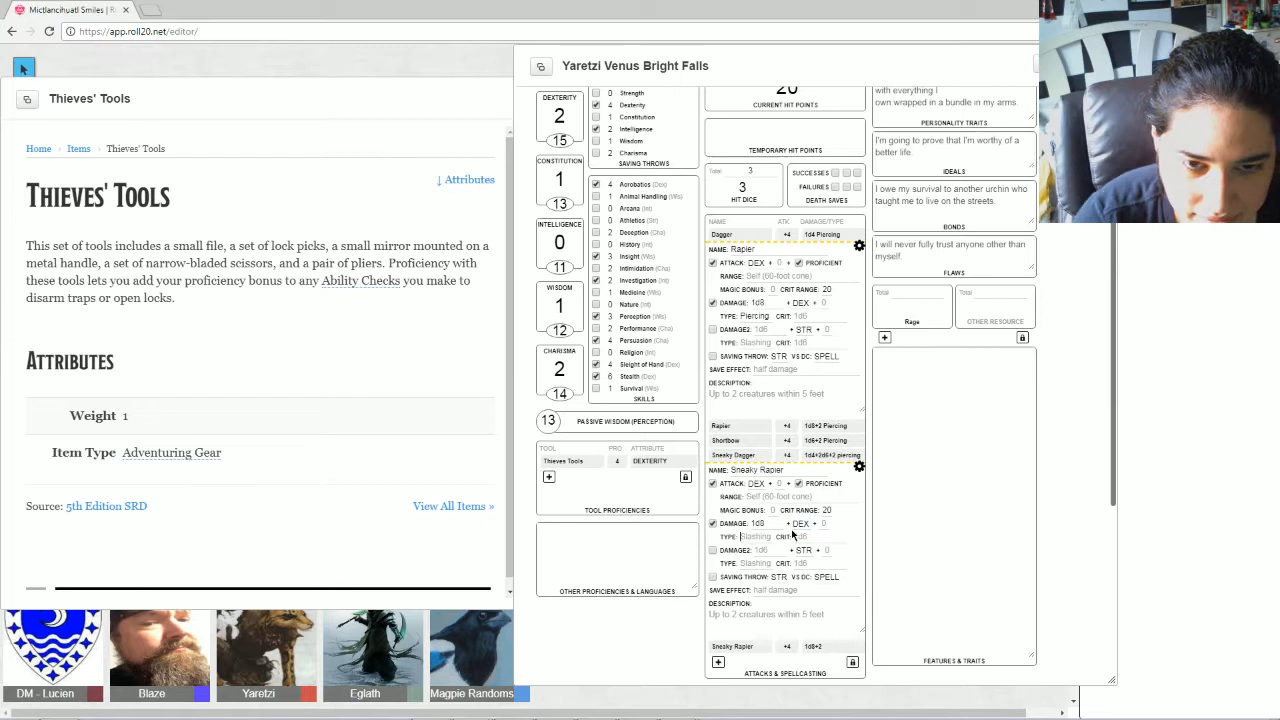 Mictlancihuatl Smiles | R
https://app.roll20.net/editor/
Thieves' Tools
Home › Items › Thieves' Tools
↓ Attributes
THIEVES' TOOLS
This set of tools includes a small file, a set of lock picks, a small mirror mounted on
a metal handle, a set of narrow-bladed scissors, and a pair of pliers. Proficiency with
these tools lets you add your proficiency bonus to any Ability Checks you make to
disarm traps or open locks.
ATTRIBUTES
Weight 1
Item Type Adventuring Gear
Source: 5th Edition SRD
View All Items »
DM - Lucien
Blaze
Yaretzi
Eglath
Magpie Randoms
Yaretzi Venus Bright Falls
DEXTERITY
2
15
CONSTITUTION
1
13
INTELLIGENCE
0
11
WISDOM
1
12
CHARISMA
2
14
0 Strength
4 Dexterity
1 Constitution
2 Intelligence
1 Wisdom
2 Charisma
SAVING THROWS
4 Acrobatics (Dex)
1 Animal Handling (Wis)
0 Arcana (Int)
0 Athletics (Str)
2 Deception (Cha)
0 History (Int)
3 Insight (Wis)
2 Intimidation (Cha)
2 Investigation (Int)
1 Medicine (Wis)
0 Nature (Int)
3 Perception (Wis)
2 Performance (Cha)
4 Persuasion (Cha)
0 Religion (Int)
4 Sleight of Hand (Dex)
6 Stealth (Dex)
1 Survival (Wis)
SKILLS
13 PASSIVE WISDOM (PERCEPTION)
TOOL PRO ATTRIBUTE
Thieves Tools 4 DEXTERITY
TOOL PROFICIENCIES
OTHER PROFICIENCIES & LANGUAGES
20
CURRENT HIT POINTS
TEMPORARY HIT POINTS
Total 3
3
HIT DICE
SUCCESSES
FAILURES
DEATH SAVES
NAME ATK DAMAGE/TYPE
Dagger +4 1d4 Piercing
NAME: Rapier
ATTACK: DEX + 0 + PROFICIENT
RANGE: Self (60-foot cone)
MAGIC BONUS: 0 CRIT RANGE: 20
DAMAGE: 1d8 + DEX + 0
TYPE: Piercing CRIT: 1d6
DAMAGE2: 1d6 + STR + 0
TYPE: Slashing CRIT: 1d6
SAVING THROW: STR VS DC: SPELL
SAVE EFFECT: half damage
DESCRIPTION:
Up to 2 creatures within 5 feet
Rapier +4 1d8+2 Piercing
Shortbow +4 1d6+2 Piercing
Sneaky Dagger +4 1d4+2d6+2 piercing
NAME: Sneaky Rapier
ATTACK: DEX + 0 + PROFICIENT
RANGE: Self (60-foot cone)
MAGIC BONUS: 0 CRIT RANGE: 20
DAMAGE: 1d8 + DEX + 0
TYPE: Slashing CRIT: 1d6
DAMAGE2: 1d6 + STR + 0
TYPE: Slashing CRIT: 1d6
SAVING THROW: STR VS DC: SPELL
SAVE EFFECT: half damage
DESCRIPTION:
Up to 2 creatures within 5 feet
Sneaky Rapier +4 1d8+2
ATTACKS & SPELLCASTING
with everything I
own wrapped in a bundle in my arms.
PERSONALITY TRAITS
I'm going to prove that I'm worthy of a
better life.
IDEALS
I owe my survival to another urchin who
taught me to live on the streets.
BONDS
I will never fully trust anyone other than
myself.
FLAWS
Total
Rage
Total
OTHER RESOURCE
FEATURES & TRAITS